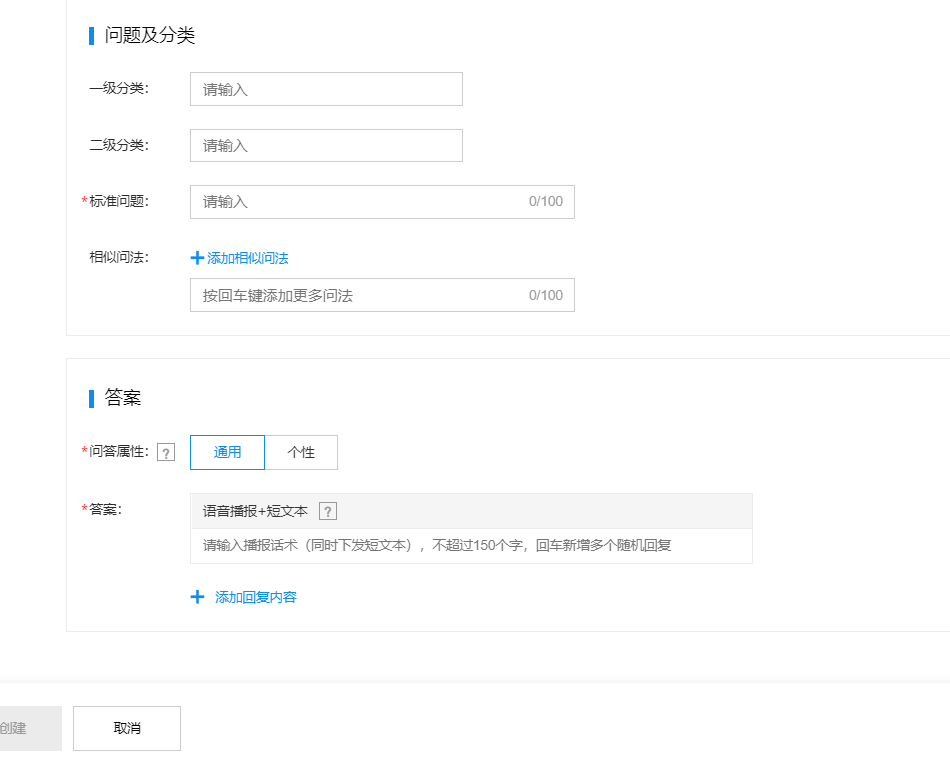 问题及分类
一级分类：
请输入
二级分类：
请输入
*标准问题：
请输入 0/100
相似问法：
+添加相似问法
按回车键添加更多问法 0/100
答案
*问答属性： ? 通用 个性
*答案：
语音播报+短文本 ?
请输入播报话术（同时下发短文本），不超过150个字，回车新增多个随机回复
+ 添加回复内容
创建 取消